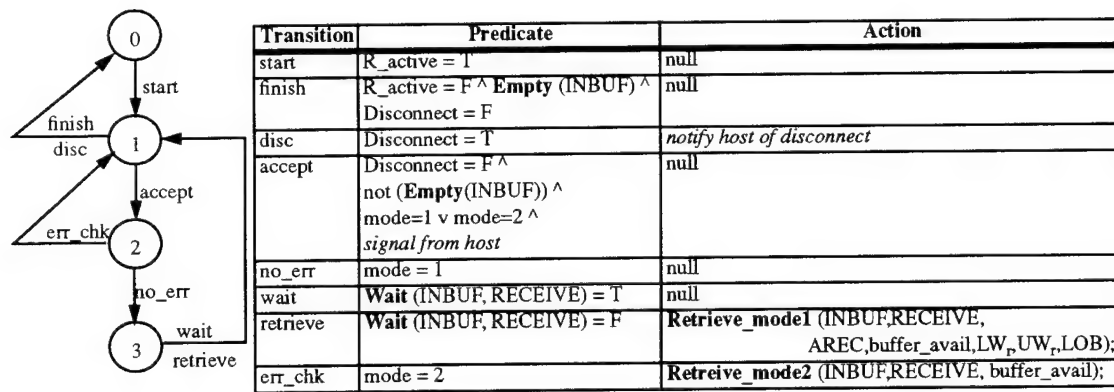 0
start
finish
disc
1
accept
err_chk
2
no_err
3
wait
retrieve
Transition Predicate Action
start R_active = T null
finish R_active = F ^ Empty (INBUF) ^ null
Disconnect = F
disc Disconnect = T notify host of disconnect
accept Disconnect = F ^ null
not (Empty(INBUF)) ^
mode=1 v mode=2 ^
signal from host
no_err mode = 1 null
wait Wait (INBUF, RECEIVE) = T null
retrieve Wait (INBUF, RECEIVE) = F Retrieve_mode1 (INBUF,RECEIVE,
AREC,buffer_avail,LWr,UWr,LOB);
err_chk mode = 2 Retreive_mode2 (INBUF,RECEIVE, buffer_avail);